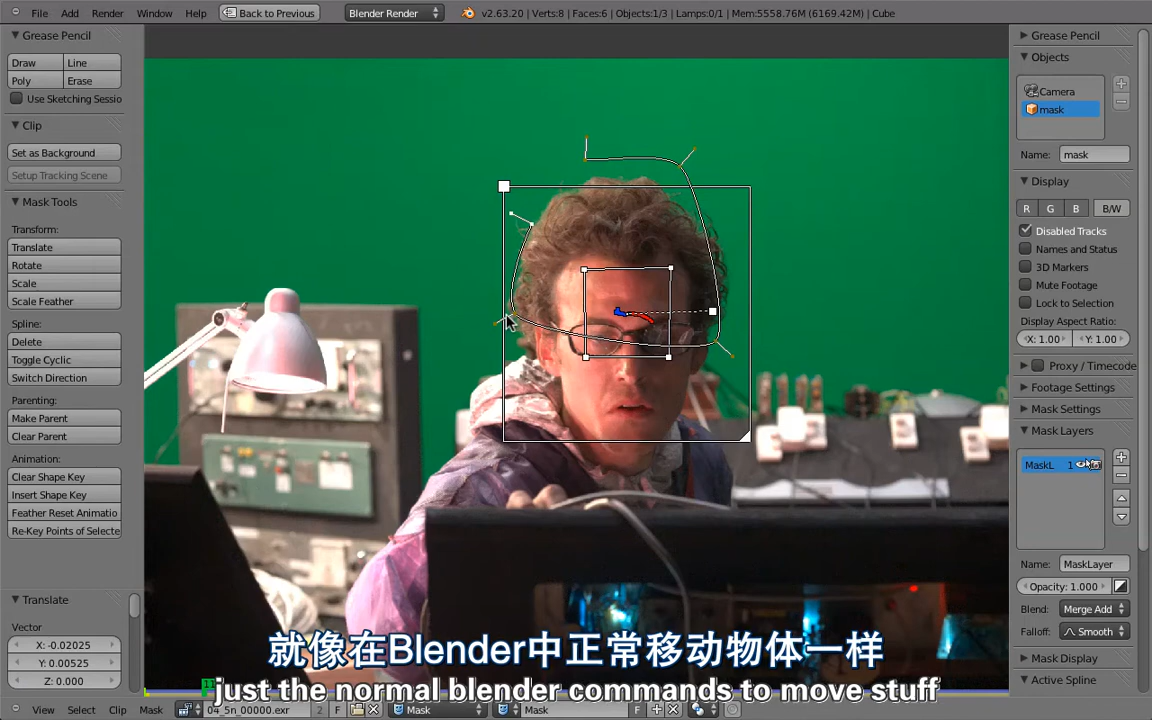 File Add Render Window Help Back to Previous Blender Render v2.63.20 | Verts:8 | Faces:6 | Objects:1/3 | Lamps:0/1 | Mem:5558.76M (6169.42M) | Cube
Grease Pencil
Draw Line
Poly Erase
Use Sketching Sessio
Clip
Set as Background
Setup Tracking Scene
Mask Tools
Transform:
Translate
Rotate
Scale
Scale Feather
Spline:
Delete
Toggle Cyclic
Switch Direction
Parenting:
Make Parent
Clear Parent
Animation:
Clear Shape Key
Insert Shape Key
Feather Reset Animatio
Re-Key Points of Selecte
Translate
Vector
X: -0.02025
Y: 0.00525
Z: 0.000
Grease Pencil
Objects
Camera
mask
Name: mask
Display
R G B B/W
Disabled Tracks
Names and Status
3D Markers
Mute Footage
Lock to Selection
Display Aspect Ratio:
X: 1.00 Y: 1.00
Proxy / Timecode
Footage Settings
Mask Settings
Mask Layers
MaskL 1
Name: MaskLayer
Opacity: 1.000
Blend: Merge Add
Falloff: Smooth
Mask Display
Active Spline
就像在Blender中正常移动物体一样
just the normal blender commands to move stuff
View Select Clip Mask 04_5n_00000.exr 2 F Mask Mask F